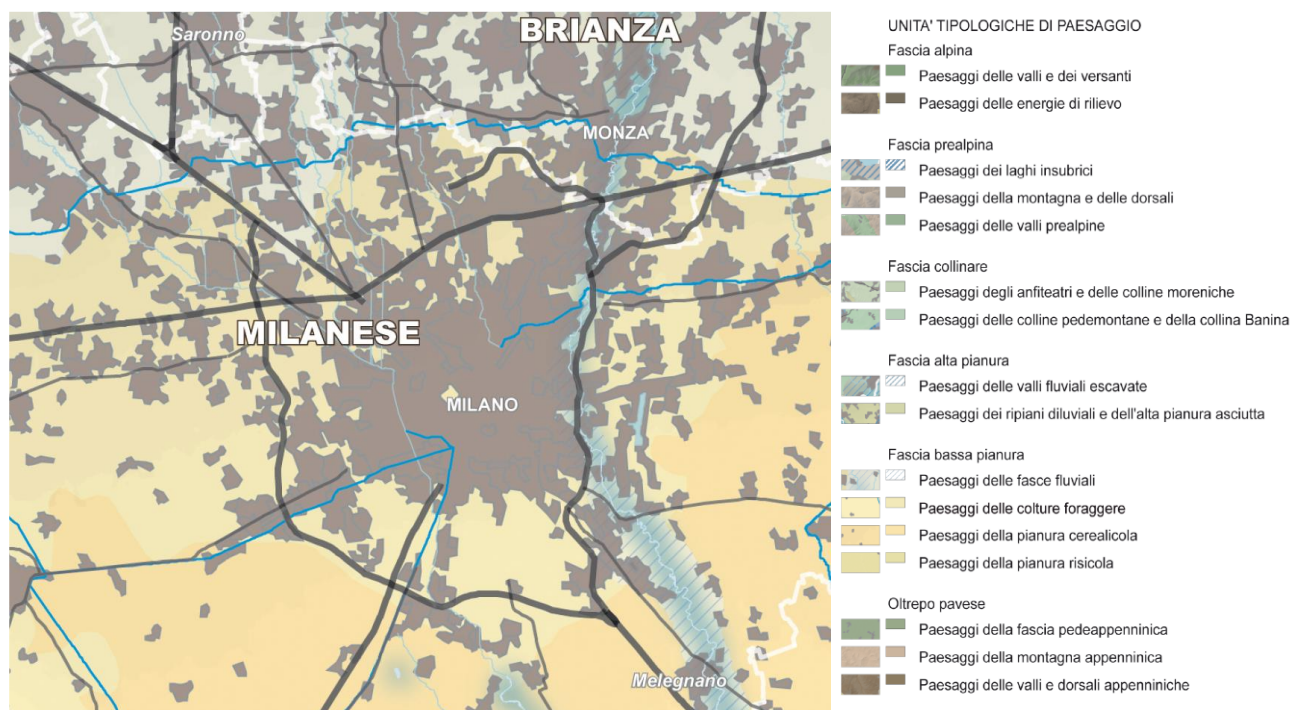 BRIANZA
Saronno
MONZA
MILANESE
MILANO
Melegnano
UNITA' TIPOLOGICHE DI PAESAGGIO
Fascia alpina
Paesaggi delle valli e dei versanti
Paesaggi delle energie di rilievo
Fascia prealpina
Paesaggi dei laghi insubrici
Paesaggi della montagna e delle dorsali
Paesaggi delle valli prealpine
Fascia collinare
Paesaggi degli anfiteatri e delle colline moreniche
Paesaggi delle colline pedemontane e della collina Banina
Fascia alta pianura
Paesaggi delle valli fluviali escavate
Paesaggi dei ripiani diluviali e dell'alta pianura asciutta
Fascia bassa pianura
Paesaggi delle fasce fluviali
Paesaggi delle colture foraggere
Paesaggi della pianura cerealicola
Paesaggi della pianura risicola
Oltrepo pavese
Paesaggi della fascia pedeappenninica
Paesaggi della montagna appenninica
Paesaggi delle valli e dorsali appenniniche